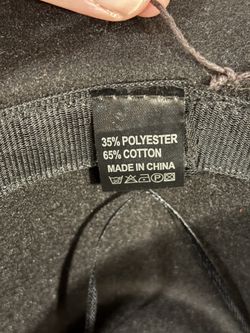 35% POLYESTER
65% COTTON
MADE IN CHINA